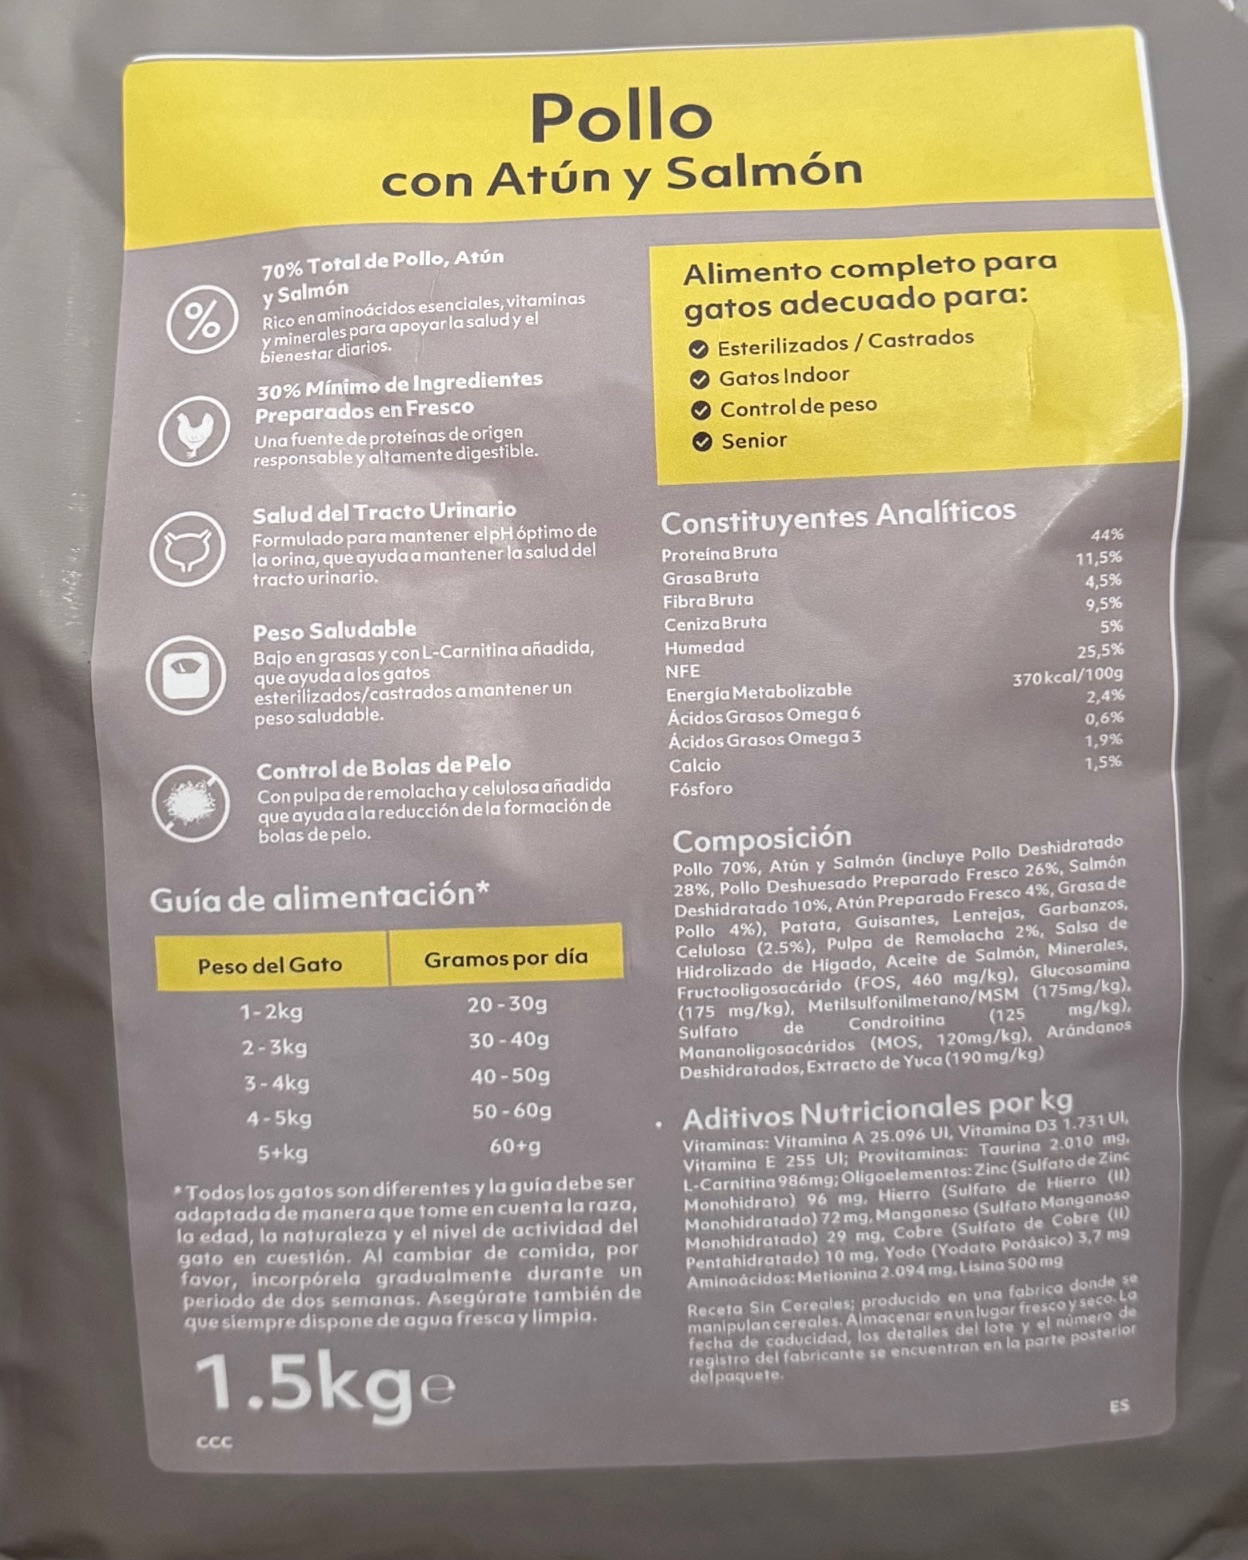 Pollo
con Atún y Salmón
70% Total de Pollo, Atún
y Salmón
Rico en aminoácidos esenciales, vitaminas
y minerales para apoyar la salud y el
bienestar diarios.
30% Mínimo de Ingredientes
Preparados en Fresco
Una fuente de proteínas de origen
responsable y altamente digestible.
Salud del Tracto Urinario
Formulado para mantener el pH óptimo de
la orina, que ayuda a mantener la salud del
tracto urinario.
Peso Saludable
Bajo en grasas y con L-Carnitina añadida,
que ayuda a los gatos
esterilizados/castrados a mantener un
peso saludable.
Control de Bolas de Pelo
Con pulpa de remolacha y celulosa añadida
que ayuda a la reducción de la formación de
bolas de pelo.
Guía de alimentación*
Peso del Gato Gramos por día
1-2kg 20-30g
2-3kg 30-40g
3-4kg 40-50g
4-5kg 50-60g
5+kg 60+g
*Todos los gatos son diferentes y la guía debe ser
adaptada de manera que tome en cuenta la raza,
la edad, la naturaleza y el nivel de actividad del
gato en cuestión. Al cambiar de comida, por
favor, incorpórela gradualmente durante un
periodo de dos semanas. Asegúrate también de
que siempre dispone de agua fresca y limpia.
1.5kg℮
CCC
Alimento completo para
gatos adecuado para:
Esterilizados / Castrados
Gatos Indoor
Control de peso
Senior
Constituyentes Analíticos
Proteína Bruta 44%
Grasa Bruta 11,5%
Fibra Bruta 4,5%
Ceniza Bruta 9,5%
Humedad 5%
NFE 25,5%
Energía Metabolizable 370 kcal/100g
Ácidos Grasos Omega 6 2,4%
Ácidos Grasos Omega 3 0,6%
Calcio 1,9%
Fósforo 1,5%
Composición
Pollo 70%, Atún y Salmón (incluye Pollo Deshidratado
28%, Pollo Deshuesado Preparado Fresco 26%, Salmón
Deshidratado 10%, Atún Preparado Fresco 4%, Grasa de
Pollo 4%), Patata, Guisantes, Lentejas, Garbanzos,
Celulosa (2.5%), Pulpa de Remolacha 2%, Salsa de
Hidrolizado de Higado, Aceite de Salmón, Minerales,
Fructooligosacárido (FOS, 460 mg/kg), Glucosamina
(175 mg/kg), Metilsulfonilmetano/MSM (175mg/kg),
Sulfato de Condroitina (125 mg/kg),
Mananoligosacáridos (MOS, 120mg/kg), Arándanos
Deshidratados, Extracto de Yuca (190 mg/kg)
Aditivos Nutricionales por kg
Vitaminas: Vitamina A 25.096 UI, Vitamina D3 1.731 UI,
Vitamina E 255 UI; Provitaminas: Taurina 2.010 mg,
L-Carnitina 986mg; Oligoelementos: Zinc (Sulfato de Zinc
Monohidrato) 96 mg, Hierro (Sulfato de Hierro (II)
Monohidratado) 72 mg, Manganeso (Sulfato Manganoso
Monohidratado) 29 mg, Cobre (Sulfato de Cobre (II)
Pentahidratado) 10 mg, Yodo (Yodato Potásico) 3,7 mg
Aminoácidos: Metionina 2.094 mg, Lisina 500 mg
Receta Sin Cereales; producido en una fabrica donde se
manipulan cereales. Almacenar en un lugar fresco y seco. La
fecha de caducidad, los detalles del lote y el número de
registro del fabricante se encuentran en la parte posterior
del paquete.
ES